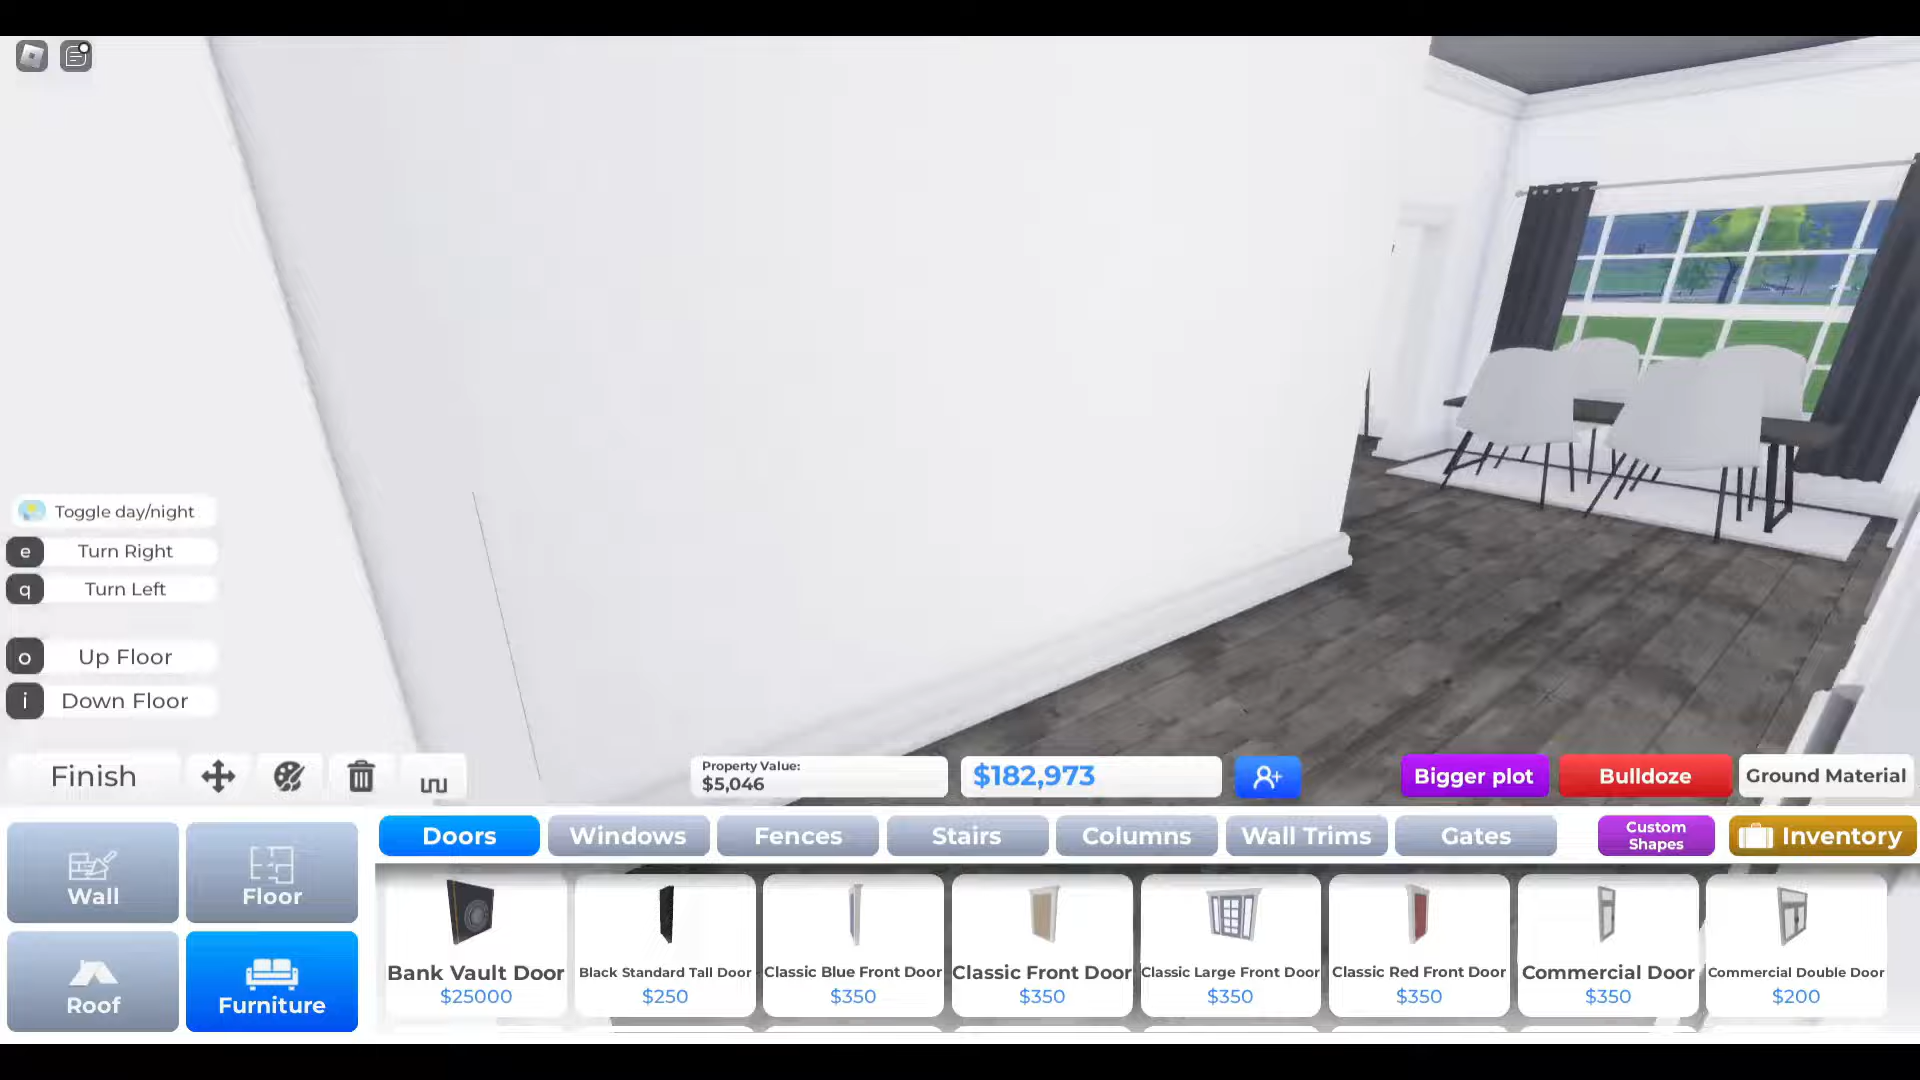 Toggle day/night
e Turn Right
q Turn Left
o Up Floor
i Down Floor
Finish
Property Value:
$5,046
$182,973
Bigger plot
Bulldoze
Ground Material
Wall
Floor
Roof
Furniture
Doors
Windows
Fences
Stairs
Columns
Wall Trims
Gates
Custom
Shapes
Inventory
Bank Vault Door
$25000
Black Standard Tall Door
$250
Classic Blue Front Door
$350
Classic Front Door
$350
Classic Large Front Door
$350
Classic Red Front Door
$350
Commercial Door
$350
Commercial Double Door
$200